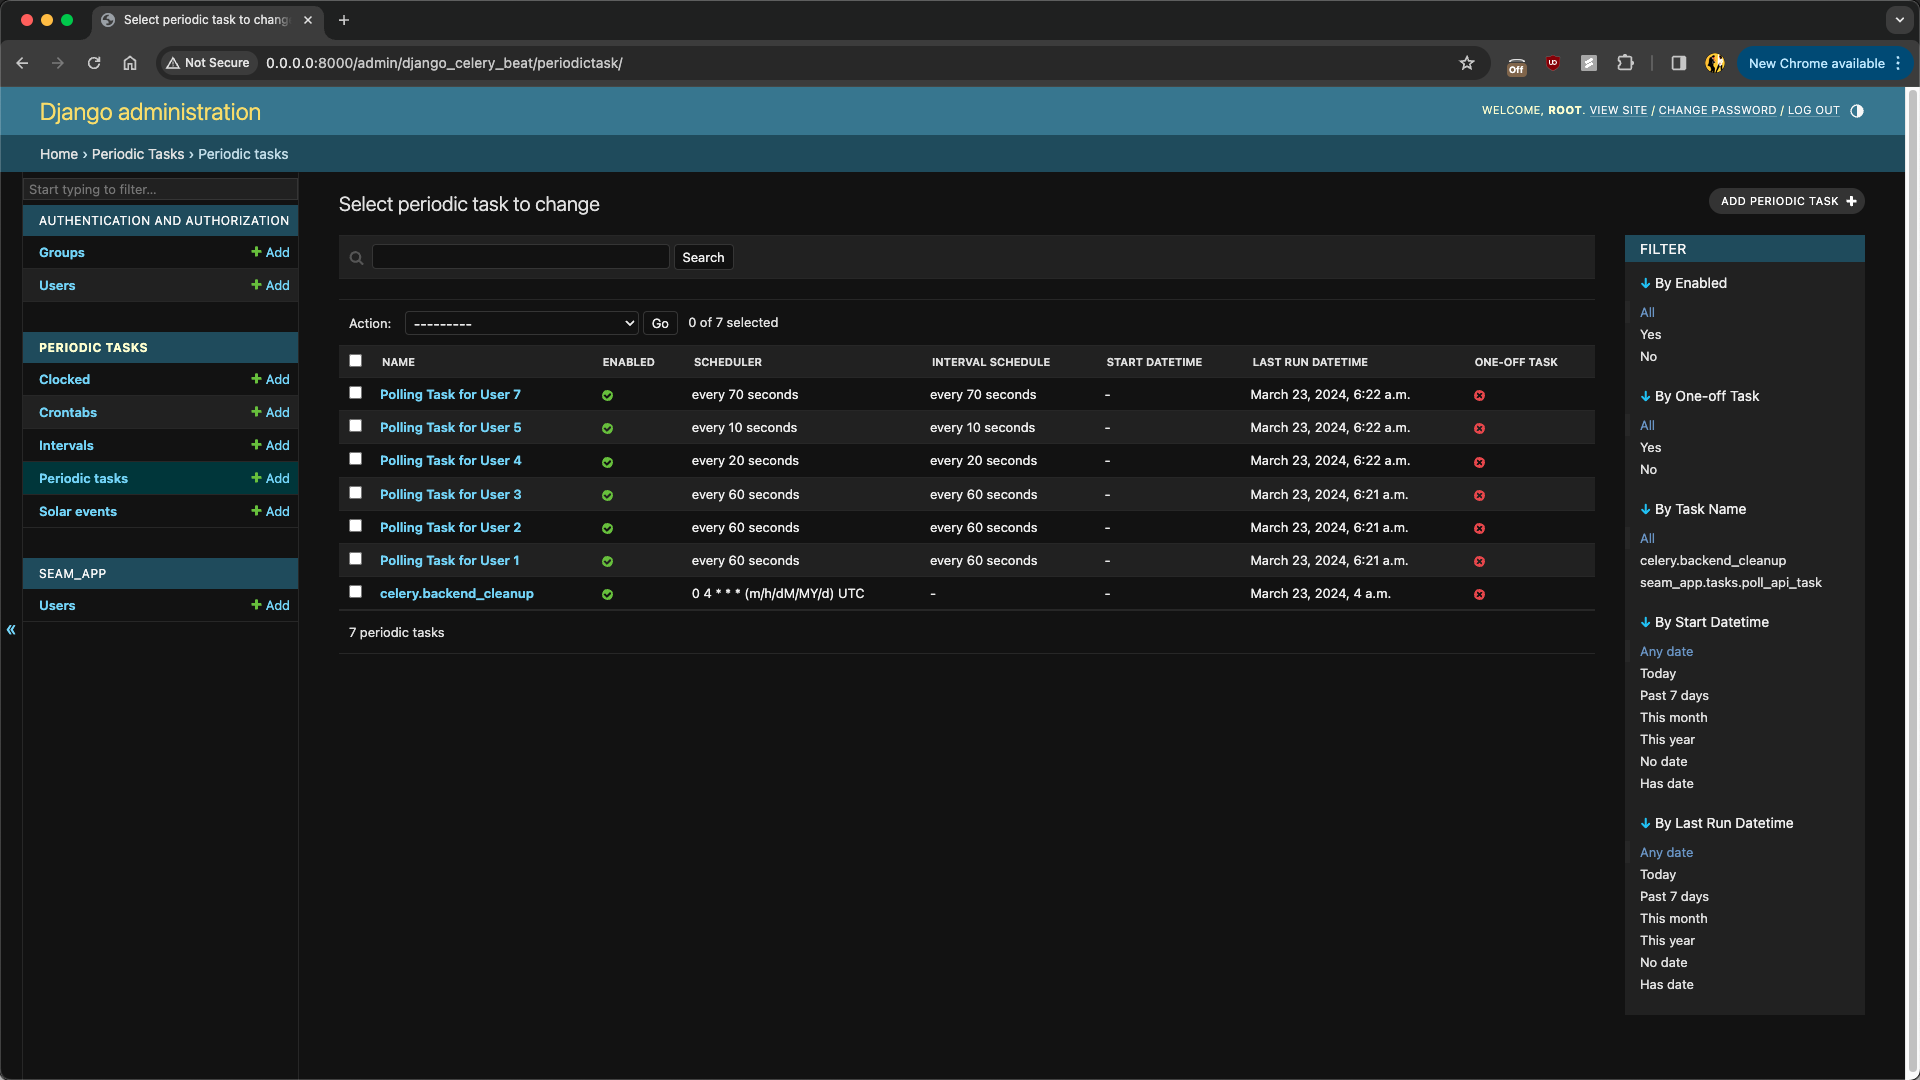 Select periodic task to chang
Not Secure
0.0.0.0:8000/admin/django_celery_beat/periodictask/
Off
New Chrome available
Django administration
WELCOME, ROOT. VIEW SITE / CHANGE PASSWORD / LOG OUT
Home › Periodic Tasks › Periodic tasks
Start typing to filter...
AUTHENTICATION AND AUTHORIZATION
Groups + Add
Users + Add
PERIODIC TASKS
Clocked + Add
Crontabs + Add
Intervals + Add
Periodic tasks + Add
Solar events + Add
SEAM_APP
Users + Add
«
Select periodic task to change
ADD PERIODIC TASK +
Search
Action: --------- Go 0 of 7 selected
NAME ENABLED SCHEDULER INTERVAL SCHEDULE START DATETIME LAST RUN DATETIME ONE-OFF TASK
Polling Task for User 7 every 70 seconds every 70 seconds - March 23, 2024, 6:22 a.m.
Polling Task for User 5 every 10 seconds every 10 seconds - March 23, 2024, 6:22 a.m.
Polling Task for User 4 every 20 seconds every 20 seconds - March 23, 2024, 6:22 a.m.
Polling Task for User 3 every 60 seconds every 60 seconds - March 23, 2024, 6:21 a.m.
Polling Task for User 2 every 60 seconds every 60 seconds - March 23, 2024, 6:21 a.m.
Polling Task for User 1 every 60 seconds every 60 seconds - March 23, 2024, 6:21 a.m.
celery.backend_cleanup 0 4 * * * (m/h/dM/MY/d) UTC - - March 23, 2024, 4 a.m.
7 periodic tasks
FILTER
↓ By Enabled
All
Yes
No
↓ By One-off Task
All
Yes
No
↓ By Task Name
All
celery.backend_cleanup
seam_app.tasks.poll_api_task
↓ By Start Datetime
Any date
Today
Past 7 days
This month
This year
No date
Has date
↓ By Last Run Datetime
Any date
Today
Past 7 days
This month
This year
No date
Has date